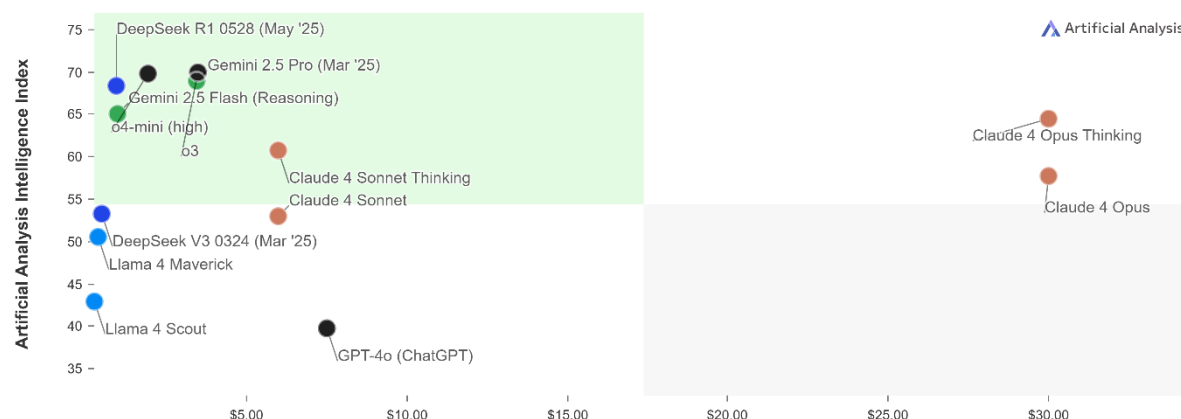 75
DeepSeek R1 0528 (May '25)
Artificial Analysis
70
Gemini 2.5 Pro (Mar '25)
Gemini 2.5 Flash (Reasoning)
65
o4-mini (high)
Claude 4 Opus Thinking
o3
60
Claude 4 Sonnet Thinking
55
Claude 4 Sonnet
Claude 4 Opus
50
DeepSeek V3 0324 (Mar '25)
Llama 4 Maverick
45
40
Llama 4 Scout
GPT-4o (ChatGPT)
35
Artificial Analysis Intelligence Index
$5.00
$10.00
$15.00
$20.00
$25.00
$30.00